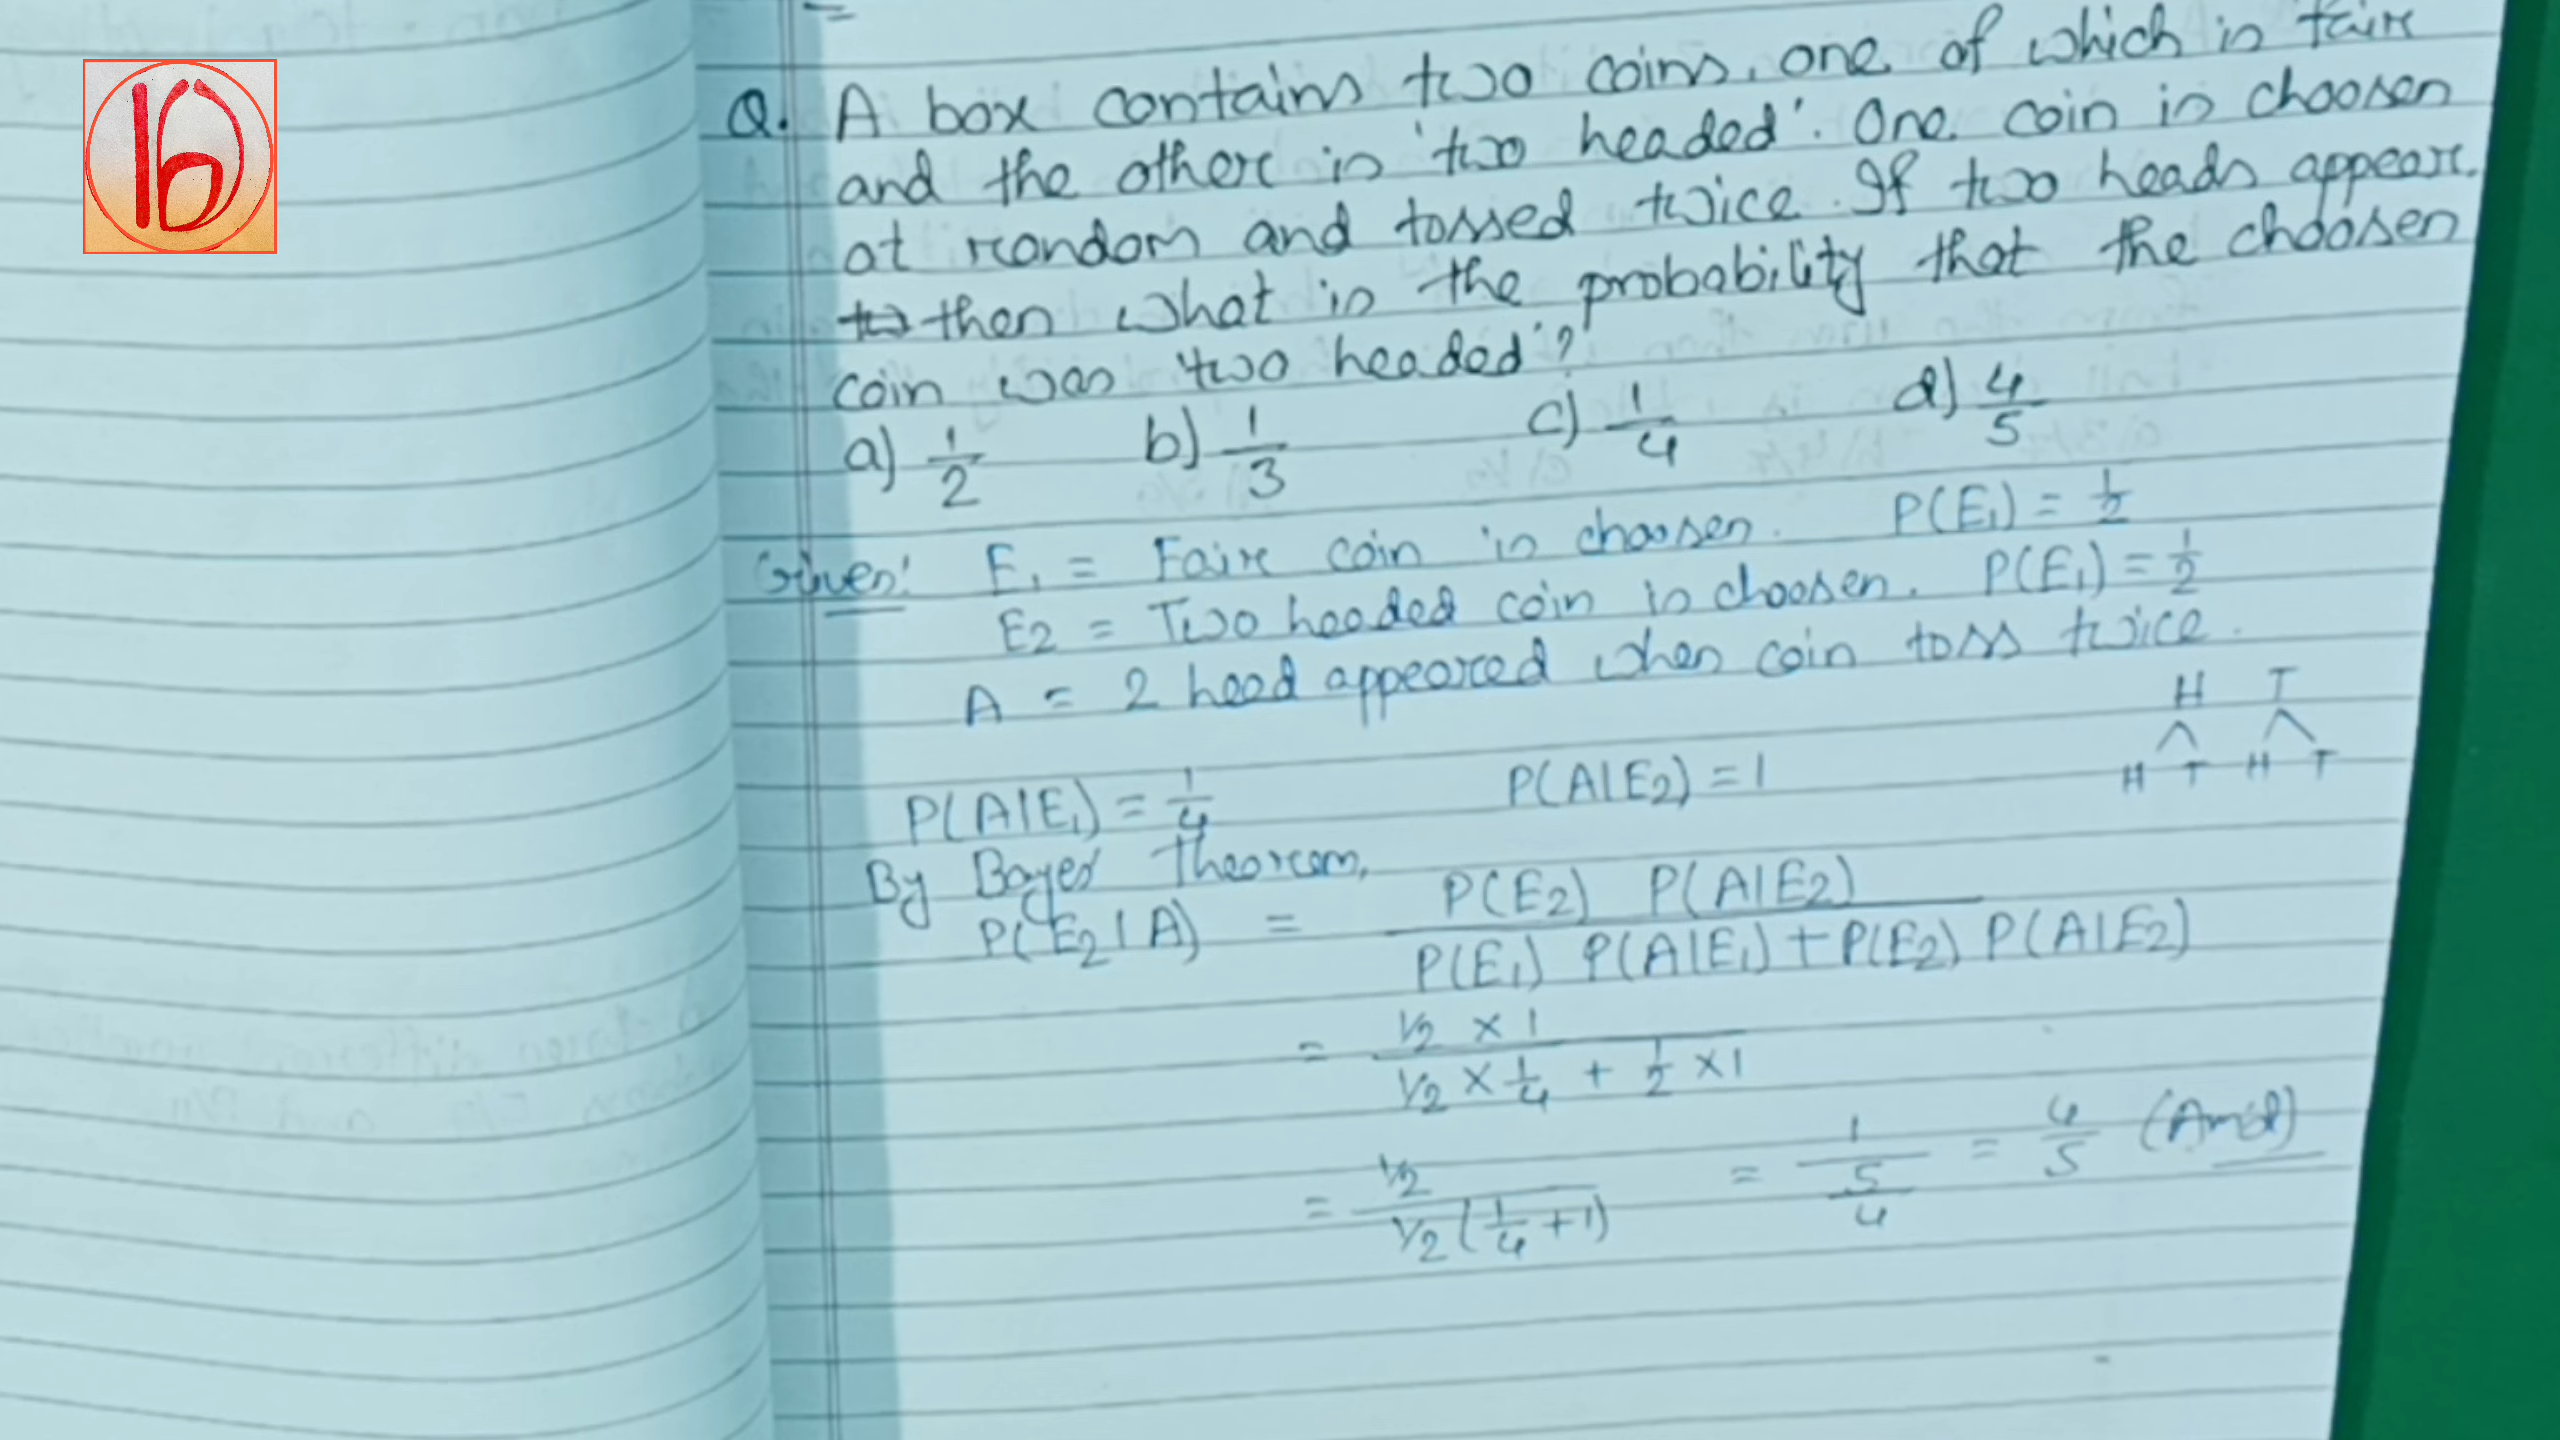 Q. A box contains two coins, one of which is fair
and the other is 'two headed'. One coin is choosen
at random and tossed twice. If two heads appear.
then what is the probability that the choosen
coin was 'two headed'?
a) 1/2 b) 1/3 c) 1/4 d) 4/5
Given: E1 = Fair coin is choosen. P(E1) = 1/2
E2 = Two headed coin is choosen. P(E1) = 1/2
A = 2 head appeared when coin toss twice.
H T
H T H T
P(A|E1) = 1/4 P(A|E2) = 1
By Bayes' Theorem,
P(E2|A) = P(E2) P(A|E2) / P(E1) P(A|E1) + P(E2) P(A|E2)
= 1/2 × 1 / 1/2 × 1/4 + 1/2 × 1
= 1/2 / 1/2 (1/4 + 1) = 1 / 5/4 = 4/5 (Ans d)